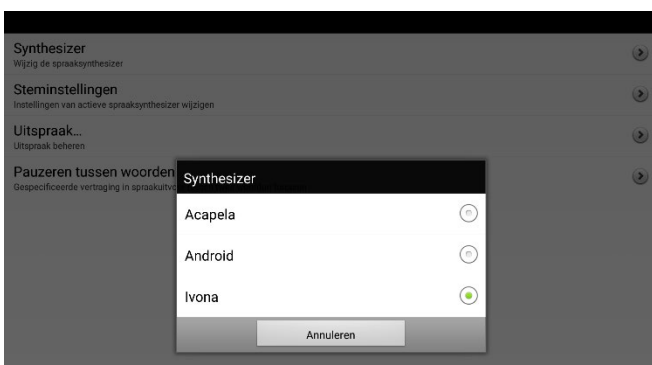 Synthesizer
Wijzig de spraaksynthesizer
Steminstellingen
Instellingen van actieve spraaksynthesizer wijzigen
Uitspraak...
Uitspraak beheren
Pauzeren tussen woorden
Gespecificeerde vertraging in
Synthesizer
Acapela
Android
Ivona
Annuleren